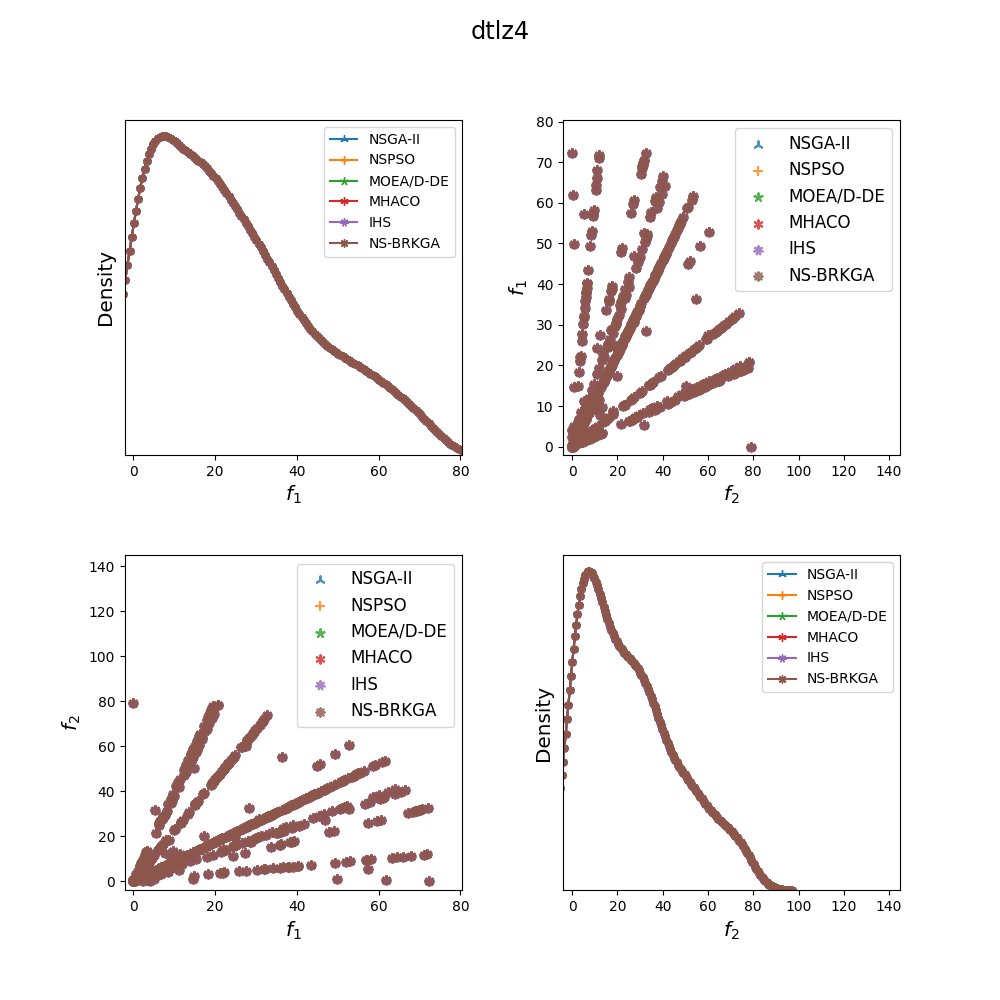 dtlz4
Density
NSGA-II
NSPSO
MOEA/D-DE
MHACO
IHS
NS-BRKGA
0 20 40 60 80
f1
f1
80
70
60
50
40
30
20
10
0
NSGA-II
NSPSO
MOEA/D-DE
MHACO
IHS
NS-BRKGA
0 20 40 60 80 100 120 140
f2
f2
140
120
100
80
60
40
20
0
NSGA-II
NSPSO
MOEA/D-DE
MHACO
IHS
NS-BRKGA
0 20 40 60 80
f1
Density
NSGA-II
NSPSO
MOEA/D-DE
MHACO
IHS
NS-BRKGA
0 20 40 60 80 100 120 140
f2